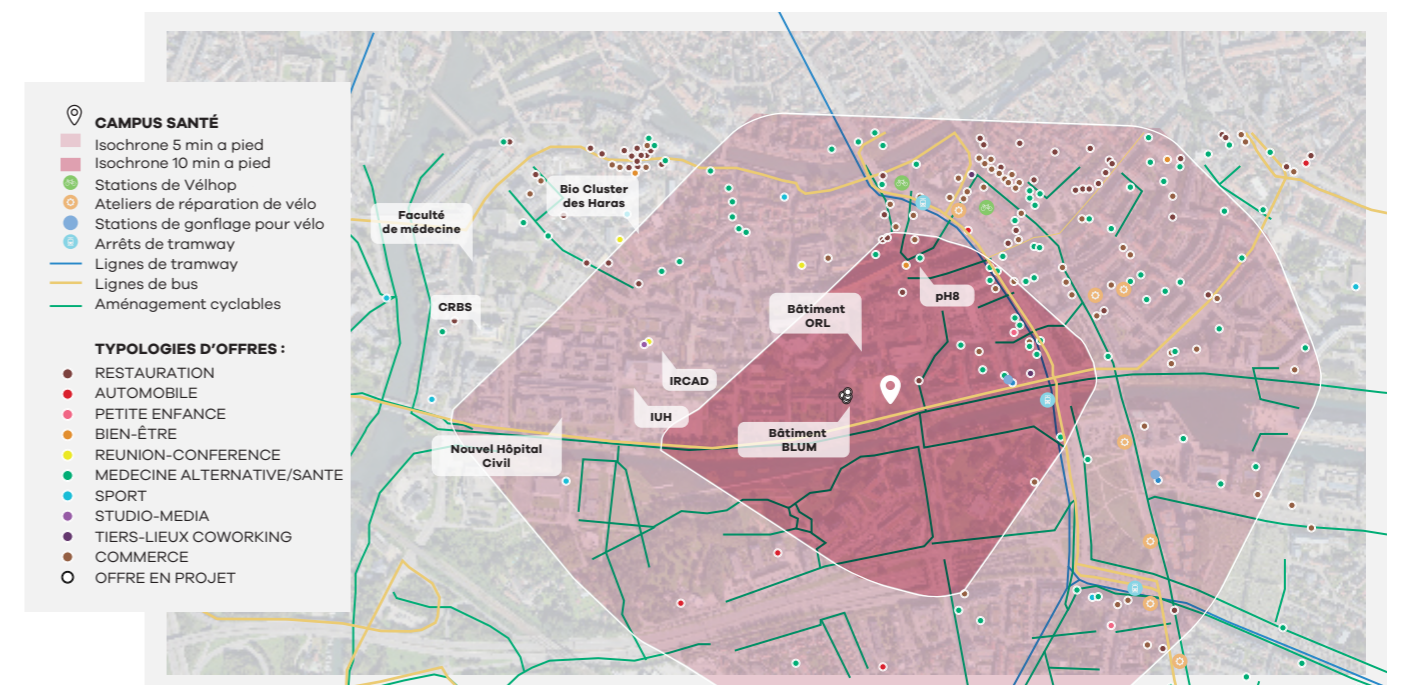 CAMPUS SANTÉ
Isochrone 5 min a pied
Isochrone 10 min a pied
Stations de Vélhop
Ateliers de réparation de vélo
Stations de gonflage pour vélo
Arrêts de tramway
Lignes de tramway
Lignes de bus
Aménagement cyclables
TYPOLOGIES D'OFFRES :
RESTAURATION
AUTOMOBILE
PETITE ENFANCE
BIEN-ÊTRE
REUNION-CONFERENCE
MEDECINE ALTERNATIVE/SANTE
SPORT
STUDIO-MEDIA
TIERS-LIEUX COWORKING
COMMERCE
OFFRE EN PROJET
Bio Cluster
des Haras
Faculté
de médecine
CRBS
pH8
Bâtiment
ORL
IRCAD
IUH
Bâtiment
BLUM
Nouvel Hôpital
Civil